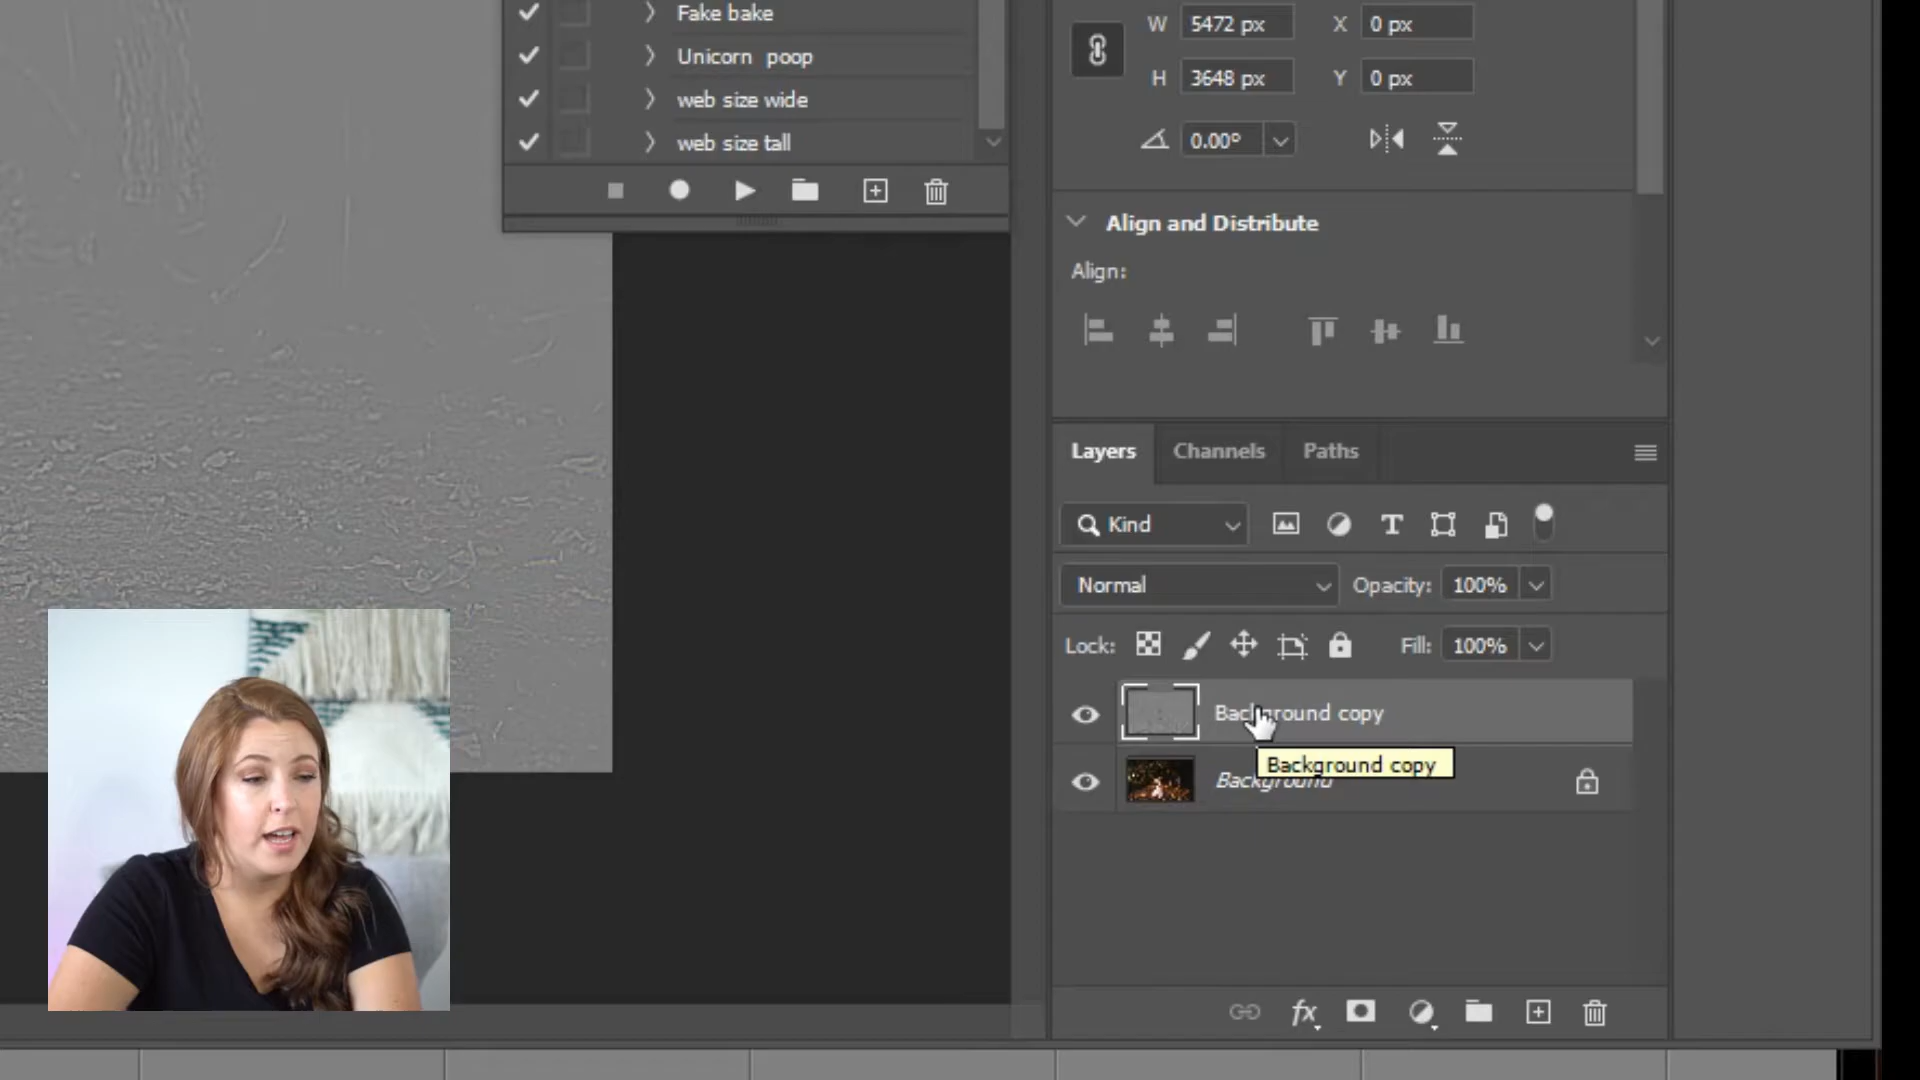 Fake bake
Unicorn poop
web size wide
web size tall
W 5472 px X 0 px
H 3648 px Y 0 px
0.00°
Align and Distribute
Align:
Layers Channels Paths
Kind
Normal Opacity: 100%
Lock: Fill: 100%
Background copy
Background copy
Background